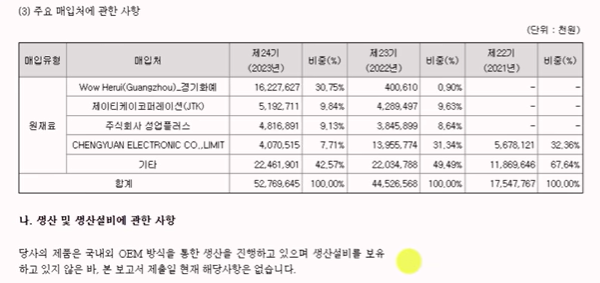 (3) 주요 매입처에 관한 사항
(단위 : 천원)
매입유형 매입처 제24기 (2023년) 비중(%) 제23기 (2022년) 비중(%) 제22기 (2021년) 비중(%)
원재료 Wow Herui(Guangzhou)_경기화예 16,227,627 30,75% 400,610 0,90% - -
제이티케이코퍼레이션(JTK) 5,192,711 9,84% 4,289,497 9,63% - -
주식회사 성업플러스 4,816,891 9,13% 3,845,899 8,64% - -
CHENGYUAN ELECTRONIC CO.,LIMIT 4,070,515 7,71% 13,955,774 31,34% 5,678,121 32,36%
기타 22,461,901 42,57% 22,034,788 49,49% 11,869,646 67,64%
합계 52,769,645 100,00% 44,526,568 100,00% 17,547,767 100,00%
나. 생산 및 생산설비에 관한 사항
당사의 제품은 국내외 OEM 방식을 통한 생산을 진행하고 있으며 생산설비를 보유
하고 있지 않은 바, 본 보고서 제출일 현재 해당사항은 없습니다.